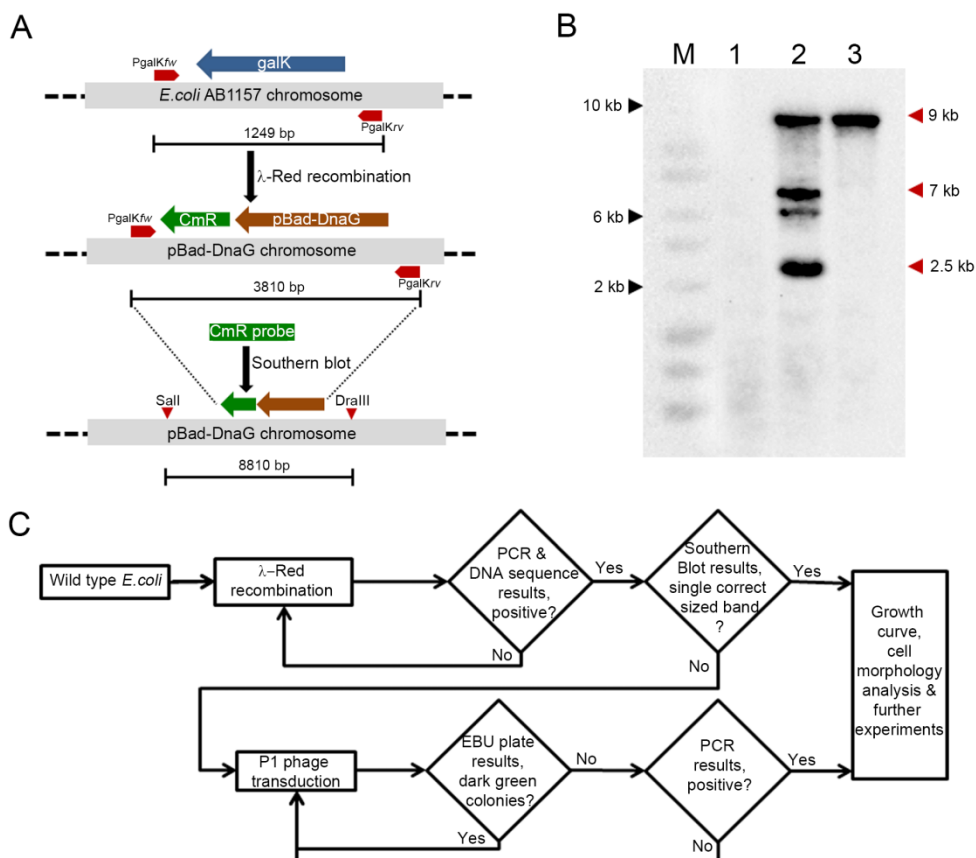 A
PgalKfw
galK
E.coli AB1157 chromosome
PgalKrv
1249 bp
λ-Red recombination
PgalKfw
CmR
pBad-DnaG
pBad-DnaG chromosome
PgalKrv
3810 bp
CmR probe
Southern blot
SalI
DraIII
pBad-DnaG chromosome
8810 bp
B
M 1 2 3
10 kb
6 kb
2 kb
9 kb
7 kb
2.5 kb
C
Wild type E.coli
λ–Red
recombination
PCR &
DNA sequence
results,
positive?
Yes
No
Southern
Blot results,
single correct
sized band
?
Yes
No
Growth
curve,
cell
morphology
analysis &
further
experiments
P1 phage
transduction
EBU plate
results,
dark green
colonies?
No
Yes
PCR
results,
positive?
Yes
No